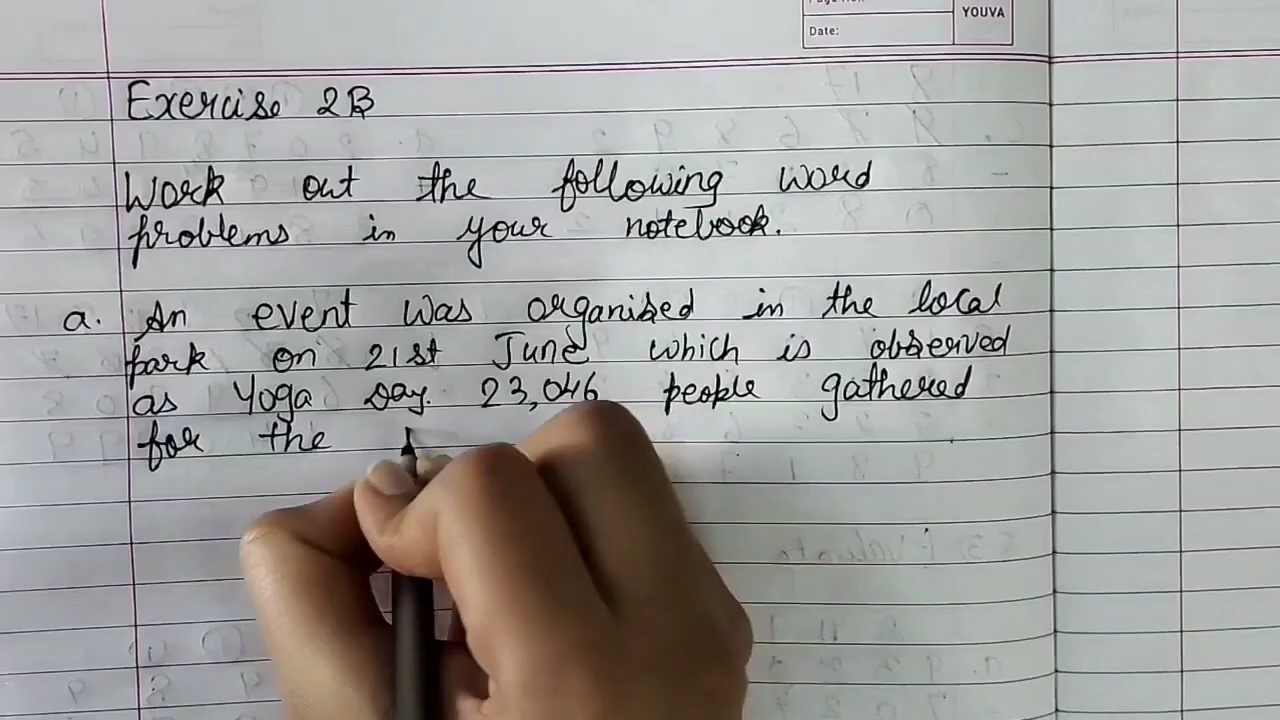 YOUVA
Date:
Exercise 2B
Work out the following word
problems in your notebook.
a. An event was organised in the local
park on 21st June which is observed
as Yoga Day. 23,046 people gathered
for the